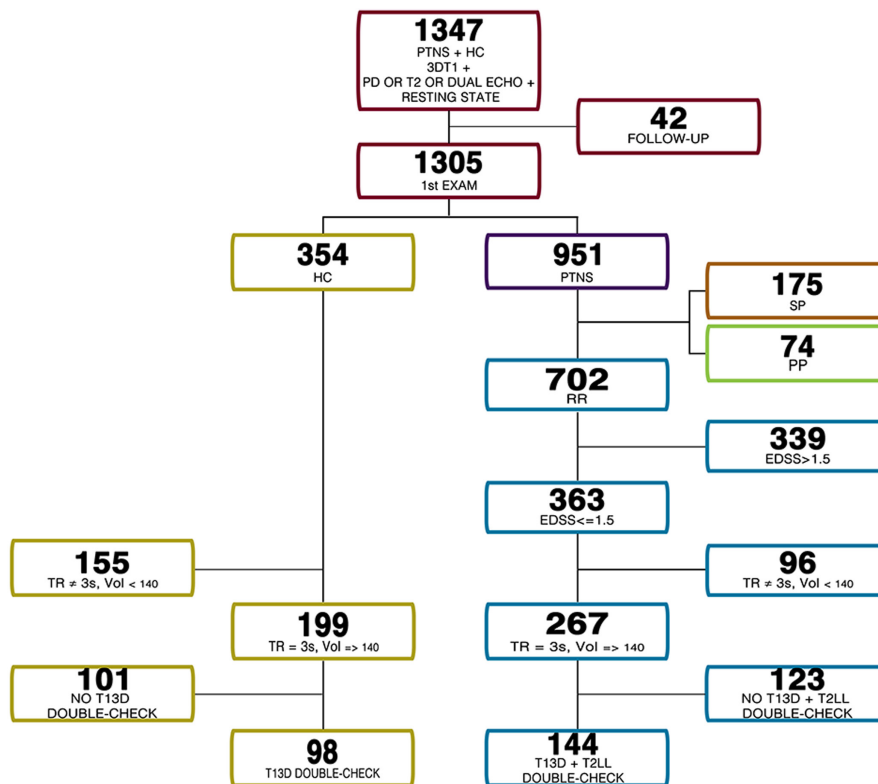 1347
PTNS + HC
3DT1 +
PD OR T2 OR DUAL ECHO +
RESTING STATE
42
FOLLOW-UP
1305
1st EXAM
354
HC
951
PTNS
175
SP
74
PP
702
RR
339
EDSS>1.5
363
EDSS<=1.5
155
TR ≠ 3s, Vol < 140
96
TR ≠ 3s, Vol < 140
199
TR = 3s, Vol => 140
267
TR = 3s, Vol => 140
101
NO T13D
DOUBLE-CHECK
123
NO T13D + T2LL
DOUBLE-CHECK
98
T13D DOUBLE-CHECK
144
T13D + T2LL
DOUBLE-CHECK